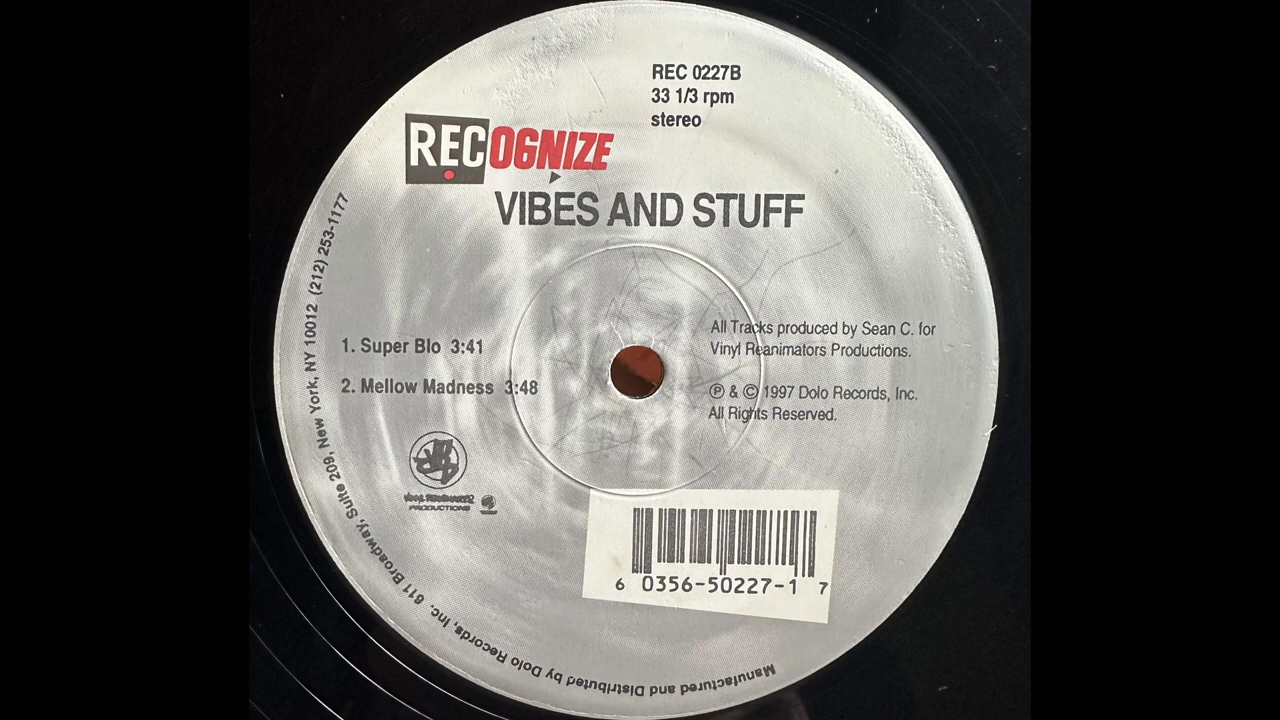 REC 0227B
33 1/3 rpm
stereo
RECOGNIZE
VIBES AND STUFF
1. Super Blo 3:41
2. Mellow Madness 3:48
All Tracks produced by Sean C. for
Vinyl Reanimators Productions.
℗ & © 1997 Dolo Records, Inc.
All Rights Reserved.
PRODUCTIONS
6 0356-50227-1 7
Manufactured and Distributed by Dolo Records, Inc. 611 Broadway, Suite 209, New York, NY 10012 (212) 253-1177